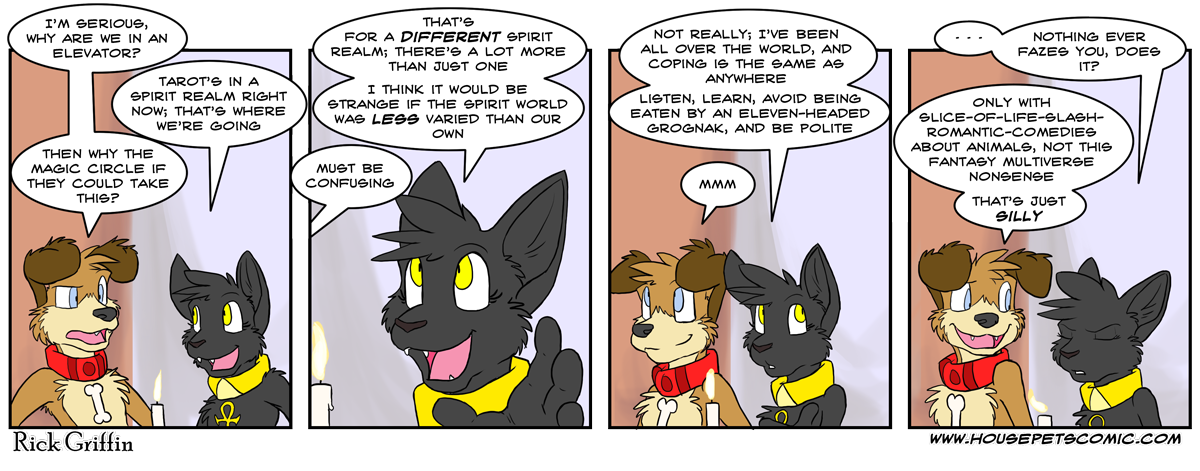 I'M SERIOUS,
WHY ARE WE IN AN
ELEVATOR?
TAROT'S IN A
SPIRIT REALM RIGHT
NOW; THAT'S WHERE
WE'RE GOING
THEN WHY THE
MAGIC CIRCLE IF
THEY COULD TAKE
THIS?
THAT'S
FOR A DIFFERENT SPIRIT
REALM; THERE'S A LOT MORE
THAN JUST ONE
I THINK IT WOULD BE
STRANGE IF THE SPIRIT WORLD
WAS LESS VARIED THAN OUR
OWN
MUST BE
CONFUSING
NOT REALLY; I'VE BEEN
ALL OVER THE WORLD, AND
COPING IS THE SAME AS
ANYWHERE
LISTEN, LEARN, AVOID BEING
EATEN BY AN ELEVEN-HEADED
GROGNAK, AND BE POLITE
MMM
...
NOTHING EVER
FAZES YOU, DOES
IT?
ONLY WITH
SLICE-OF-LIFE-SLASH-
ROMANTIC-COMEDIES
ABOUT ANIMALS, NOT THIS
FANTASY MULTIVERSE
NONSENSE
THAT'S JUST
SILLY
Rick Griffin
WWW.HOUSEPETSCOMIC.COM